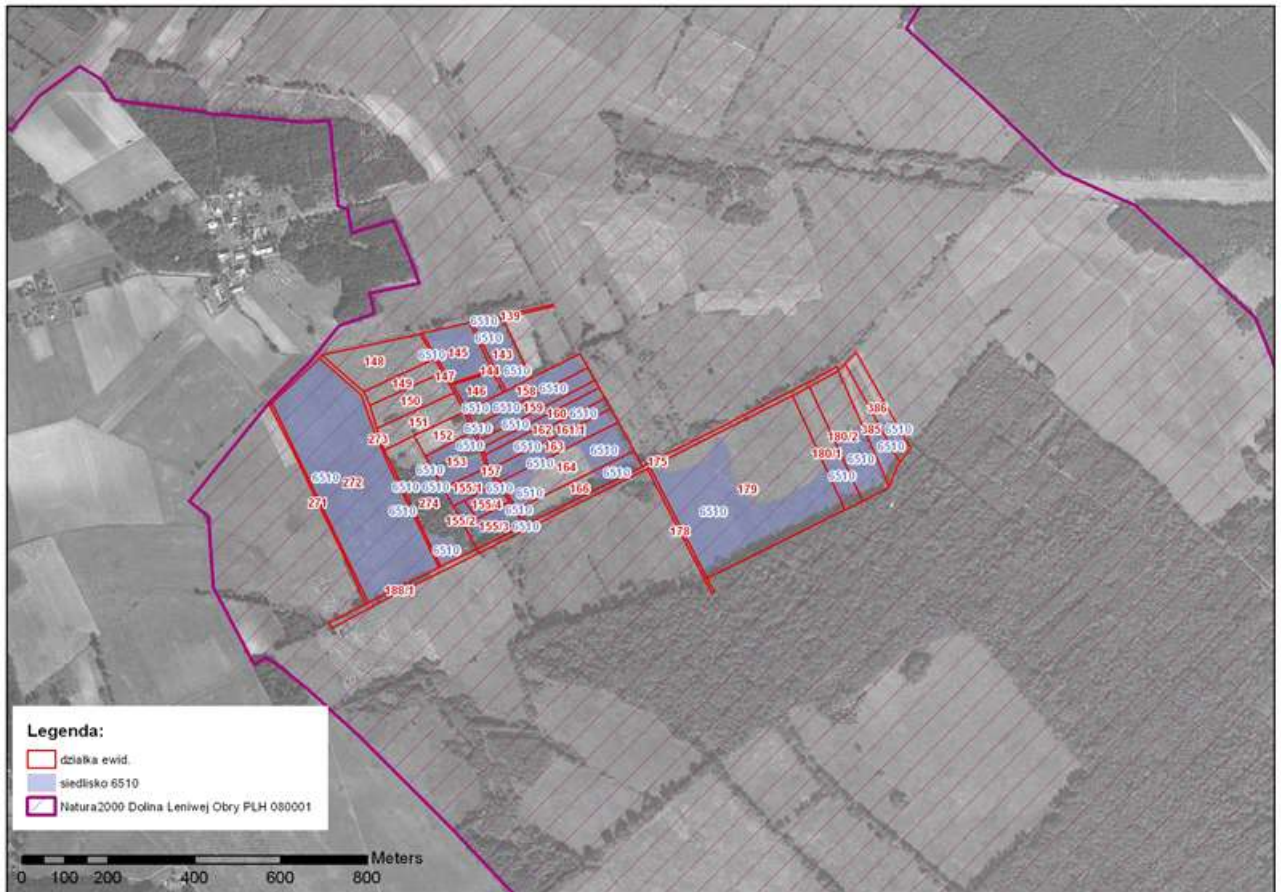 6510 139
6510
6510 145 143
148
147 144 6510
149 146 158 6510
150 6510 6510 159 160 6510
151 6510 6510 162 161/1
273 152 6510 6510 163 6510
153 6510 164 6510 175
6510 157
6510 272 6510 6510 155/1 6510 6510 166
271 274 155/4 6510
6510 155/2 155/3 6510
6510
188/1
386
180/2 385 6510
180/1 6510 6510
6510
179
6510
178
Legenda:
działka ewid.
siedlisko 6510
Natura2000 Dolina Leniwej Obry PLH 080001
Meters
0 100 200 400 600 800